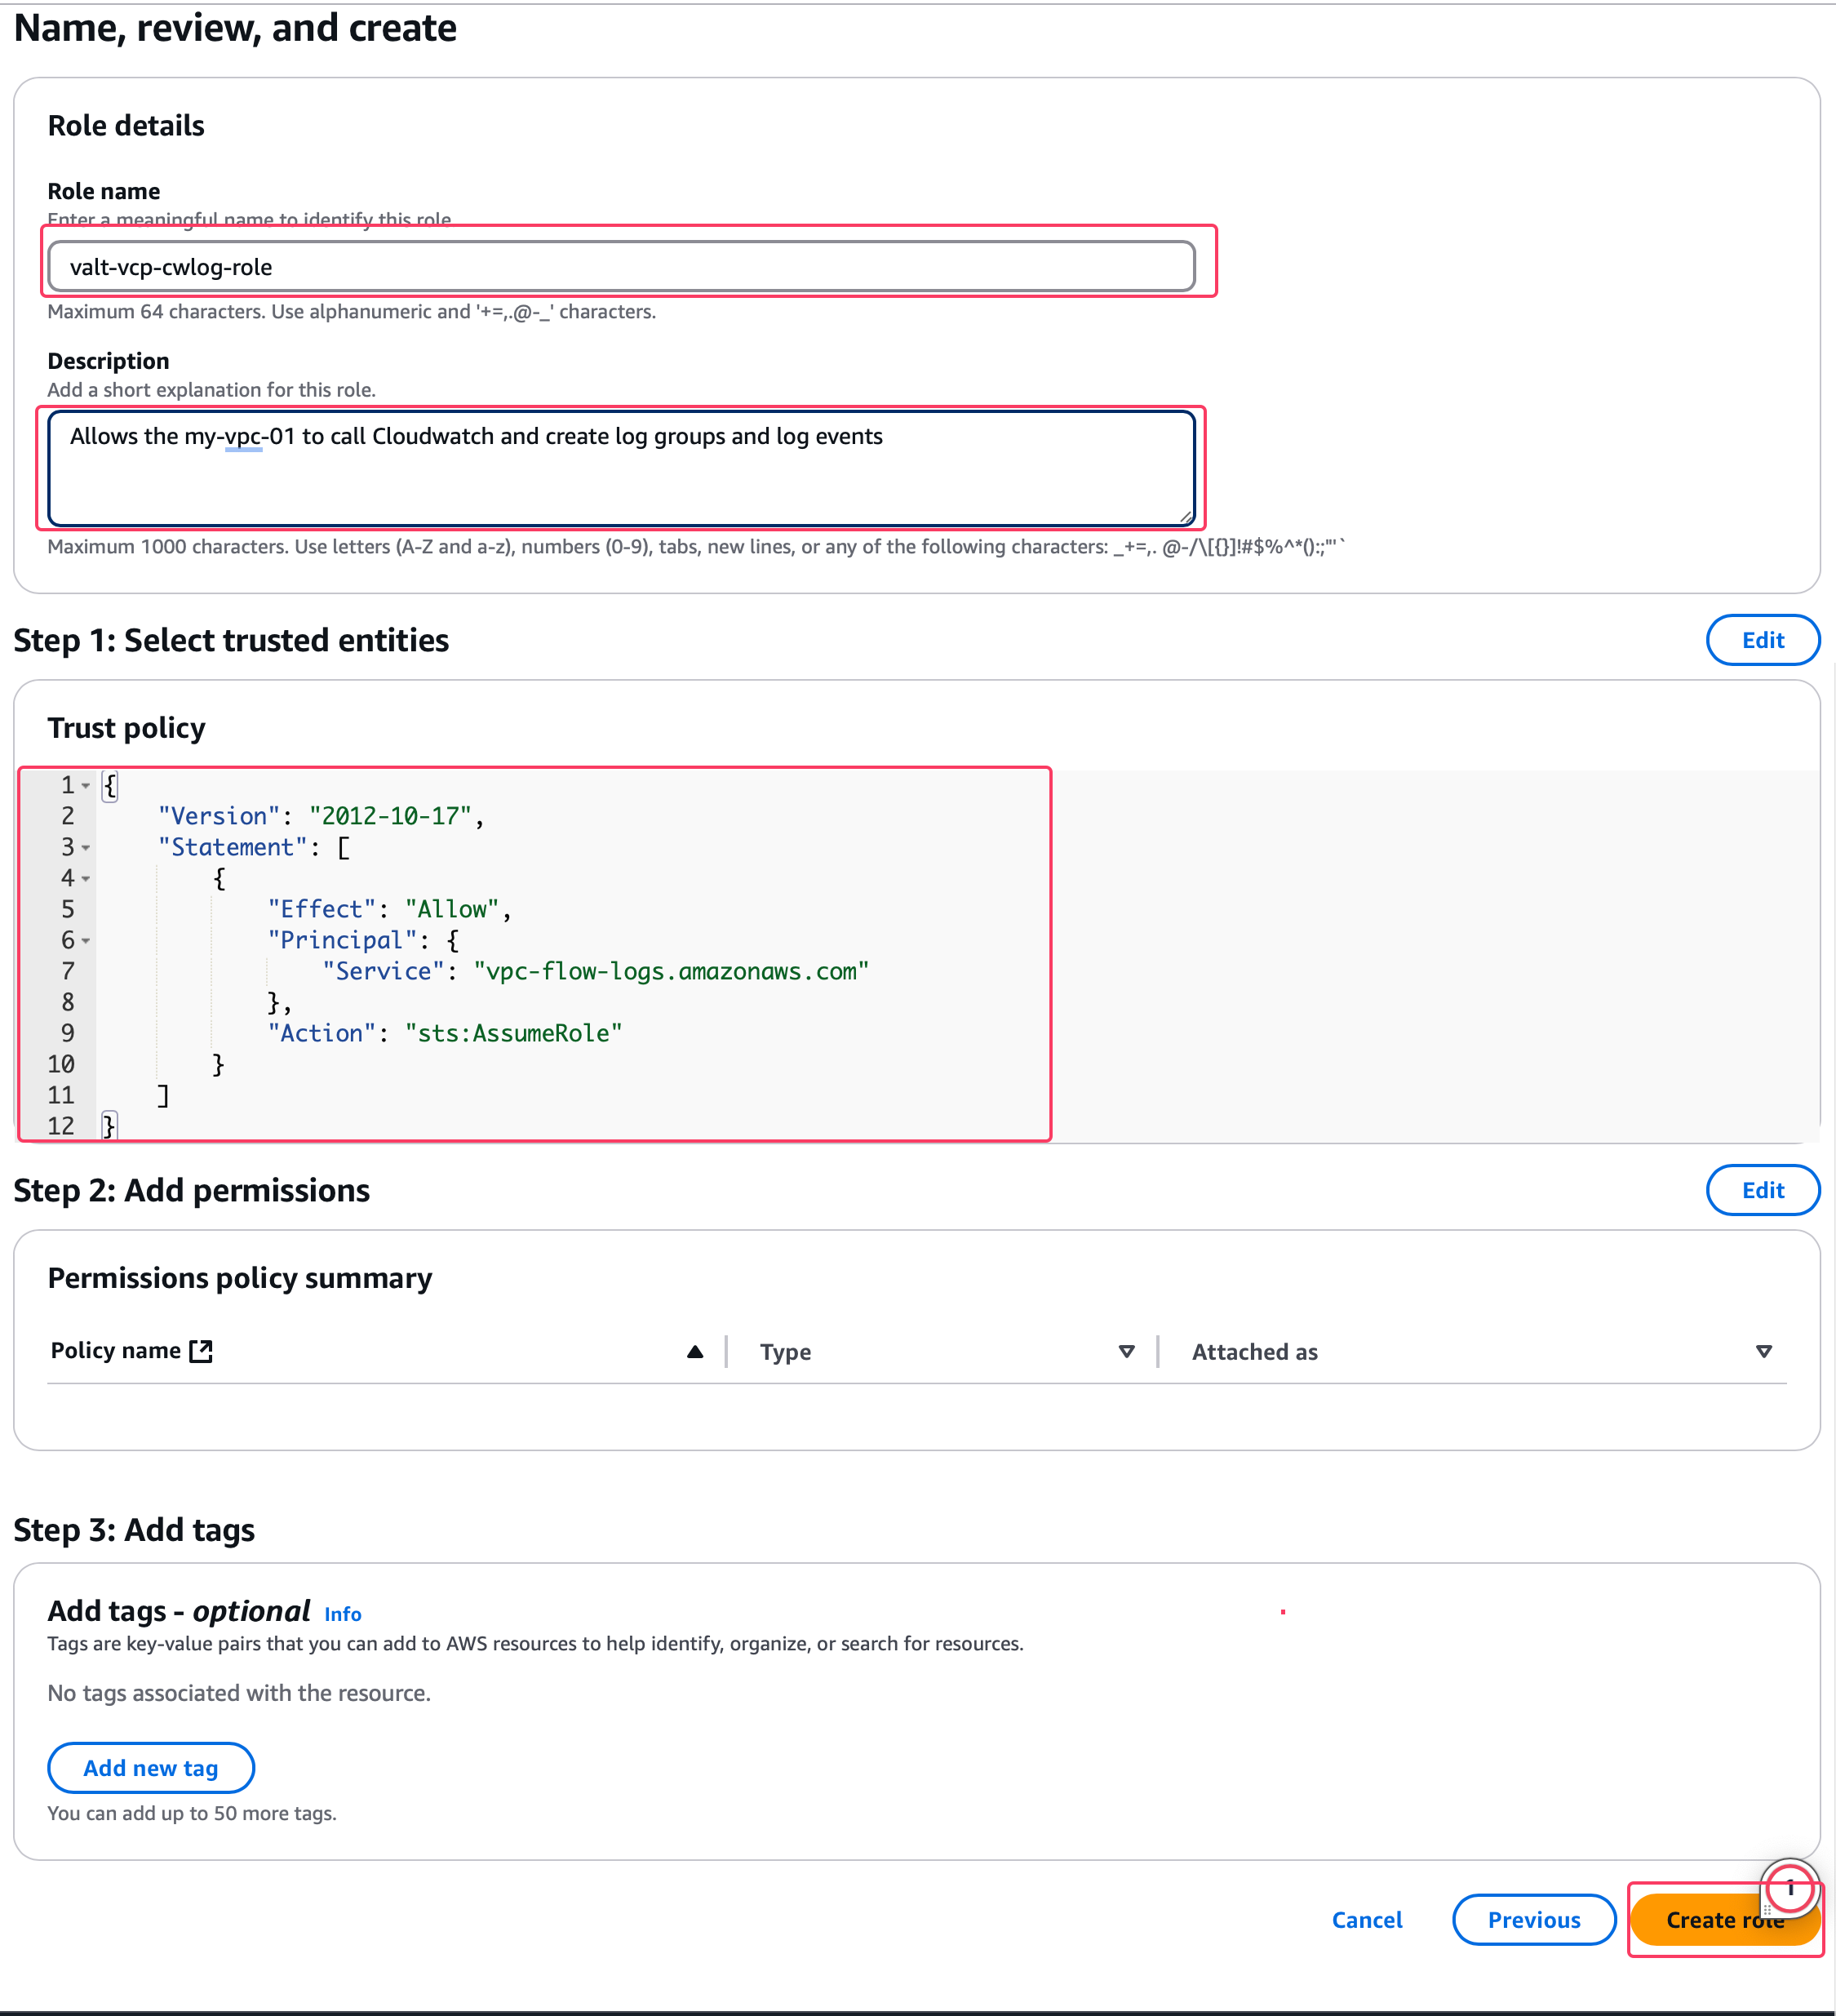 Name, review, and create
Role details
Role name
Enter a meaningful name to identify this role.
valt-vcp-cwlog-role
Maximum 64 characters. Use alphanumeric and '+=,.@-_' characters.
Description
Add a short explanation for this role.
Allows the my-vpc-01 to call Cloudwatch and create log groups and log events
Maximum 1000 characters. Use letters (A-Z and a-z), numbers (0-9), tabs, new lines, or any of the following characters: _+=,. @-/\[{}]!#$%^*();:"'`
Step 1: Select trusted entities
Edit
Trust policy
1 {
2 "Version": "2012-10-17",
3 "Statement": [
4 {
5 "Effect": "Allow",
6 "Principal": {
7 "Service": "vpc-flow-logs.amazonaws.com"
8 },
9 "Action": "sts:AssumeRole"
10 }
11 ]
12 }
Step 2: Add permissions
Edit
Permissions policy summary
Policy name Type Attached as
Step 3: Add tags
Add tags - optional Info
Tags are key-value pairs that you can add to AWS resources to help identify, organize, or search for resources.
No tags associated with the resource.
Add new tag
You can add up to 50 more tags.
1
Cancel Previous Create role